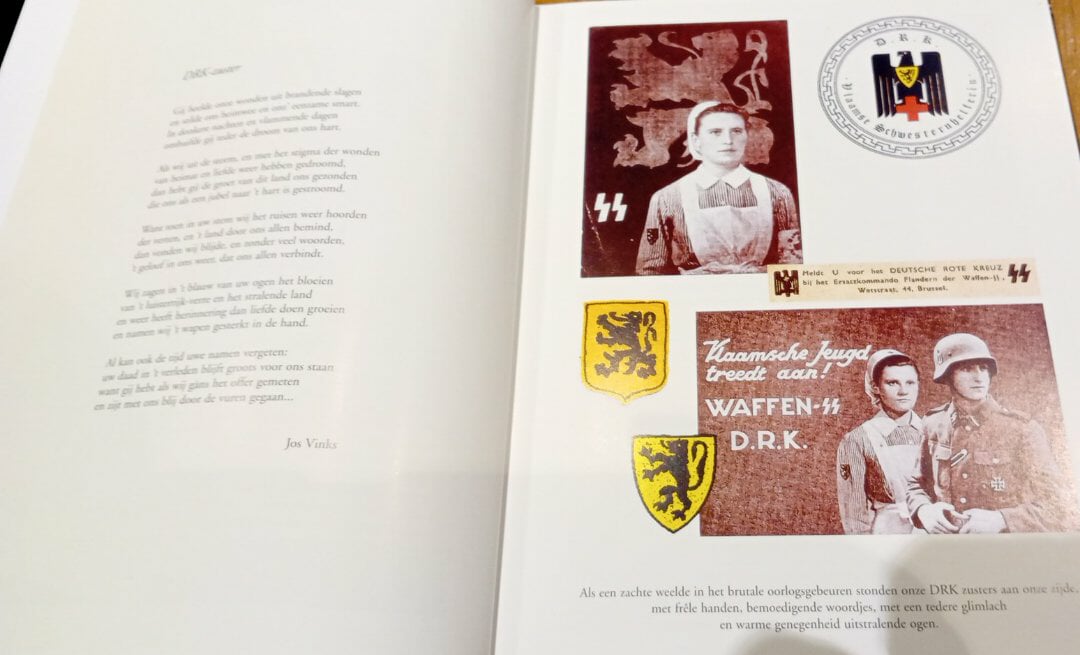 DRK-zuster
Gij heelde onze wonden uit brandende slagen
en stilde ons heimwee en ons' eenzame smart.
In donkere nachten en vlammende dagen
omhulde gij teder de droom van ons hart.
Als wij uit de steem, en met het stigma der wonden
van heimat en liefde weer hebben gedroomd,
dan hebt gij de groet van dit land ons gezonden
die ons als een jubel naar 't hart is gestroomd.
Want toen in uw stem wij het ruisen weer hoorden
der verten, en 't land door ons allen bemind,
dan vonden wij blijde, en zonder veel woorden,
't geloof in ons weer, dat ons allen verbindt.
Wij zagen in 't blauw van uw ogen het bloeien
van 't luisterrijk-verre en het stralende land
en weer heeft herinnering dan liefde doen groeien
en namen wij 't wapen gesterkt in de hand.
Al kan ook de tijd uwe namen vergeten:
uw daad in 't verleden blijft groots voor ons staan
want gij hebt als wij gans het offer gemeten
en zijt met ons blij door de vuren gegaan...
Jos Vinks
D.R.K.
Vlaamse Schwesternhelferin
Meldt U voor het DEUTSCHE ROTE KREUZ
bij het Ersatzkommando Flandern der Waffen-SS,
Wetstraat, 44, Brussel.
SS
SS
Vlaamsche Jeugd
treedt aan!
WAFFEN-SS
D.R.K.
Als een zachte weelde in het brutale oorlogsgebeuren stonden onze DRK zusters aan onze zijde,
met frêle handen, bemoedigende woordjes, met een tedere glimlach
en warme genegenheid uitstralende ogen.